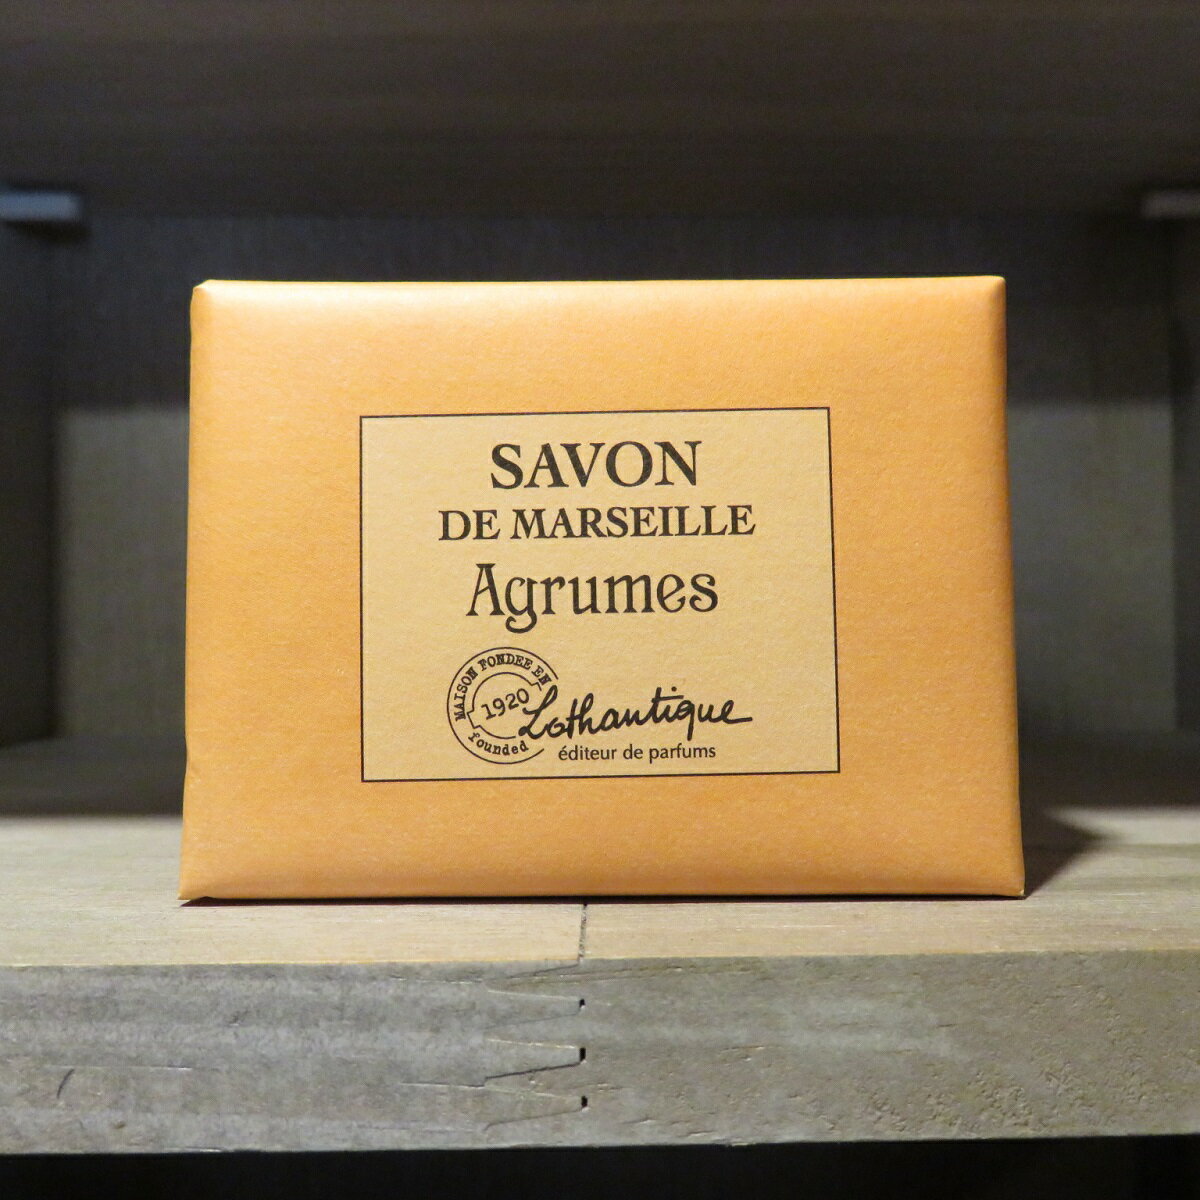 SAVON
DE MARSEILLE
Agrumes
MAISON FONDEE EN
1920
founded
Lothantique
éditeur de parfums